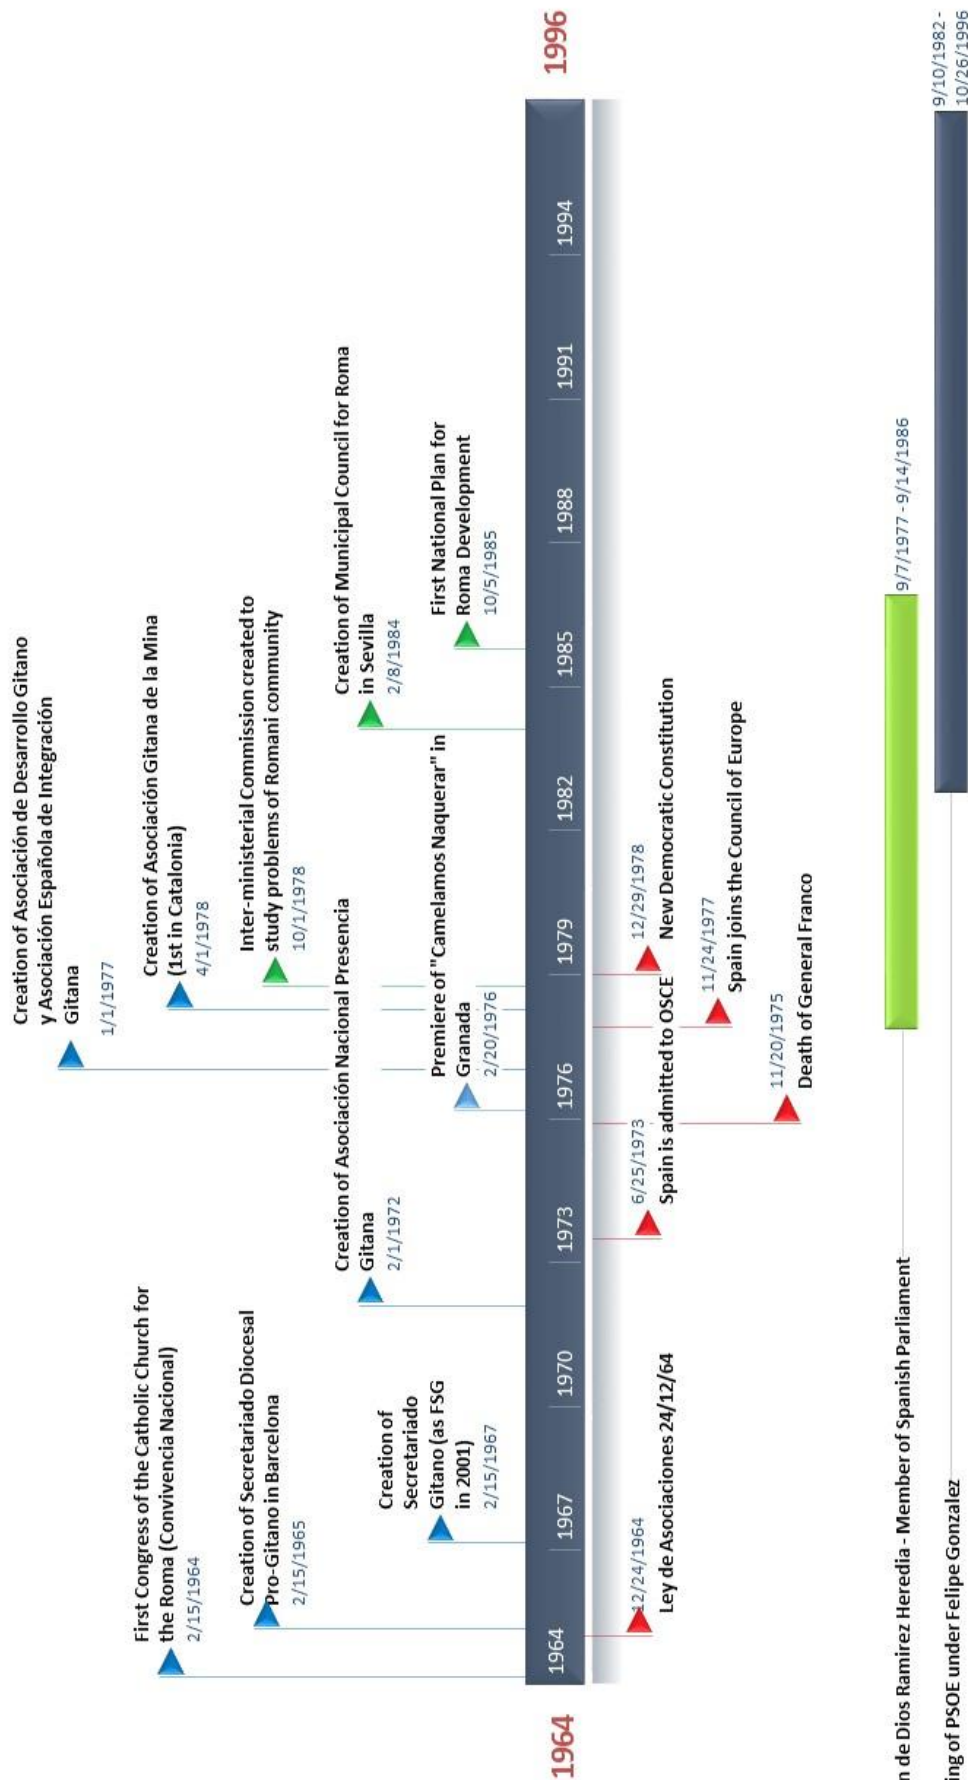 First Congress of the Catholic Church for
the Roma (Convivencia Nacional)
2/15/1964
Creation of Secretariado Diocesal
Pro-Gitano in Barcelona
2/15/1965
Creation of
Secretariado
Gitano (as FSG
in 2001)
2/15/1967
Creation of Asociación Nacional Presencia
Gitana
2/1/1972
Premiere of "Camelamos Naquerar" in
Granada
2/20/1976
Creation of Asociación de Desarrollo Gitano
y Asociación Española de Integración
Gitana
1/1/1977
Creation of Asociación Gitana de la Mina
(1st in Catalonia)
4/1/1978
Inter-ministerial Commission created to
study problems of Romani community
10/1/1978
Creation of Municipal Council for Roma
in Sevilla
2/8/1984
First National Plan for
Roma Development
10/5/1985
1964
1964
1967
1970
1973
1976
1979
1982
1985
1988
1991
1994
1996
12/24/1964
Ley de Asociaciones 24/12/64
6/25/1973
Spain is admitted to OSCE
11/20/1975
Death of General Franco
11/24/1977
Spain joins the Council of Europe
12/29/1978
New Democratic Constitution
n de Dios Ramirez Heredia - Member of Spanish Parliament
9/7/1977 - 9/14/1986
ing of PSOE under Felipe Gonzalez
9/10/1982 -
10/26/1996